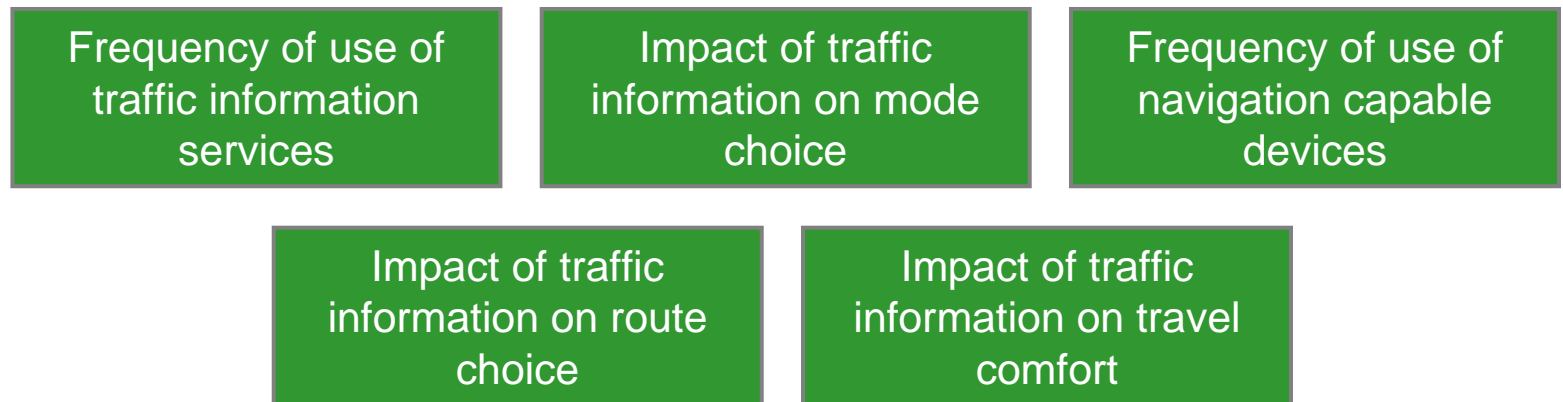 Frequency of use of
traffic information
services
Impact of traffic
information on mode
choice
Frequency of use of
navigation capable
devices
Impact of traffic
information on route
choice
Impact of traffic
information on travel
comfort